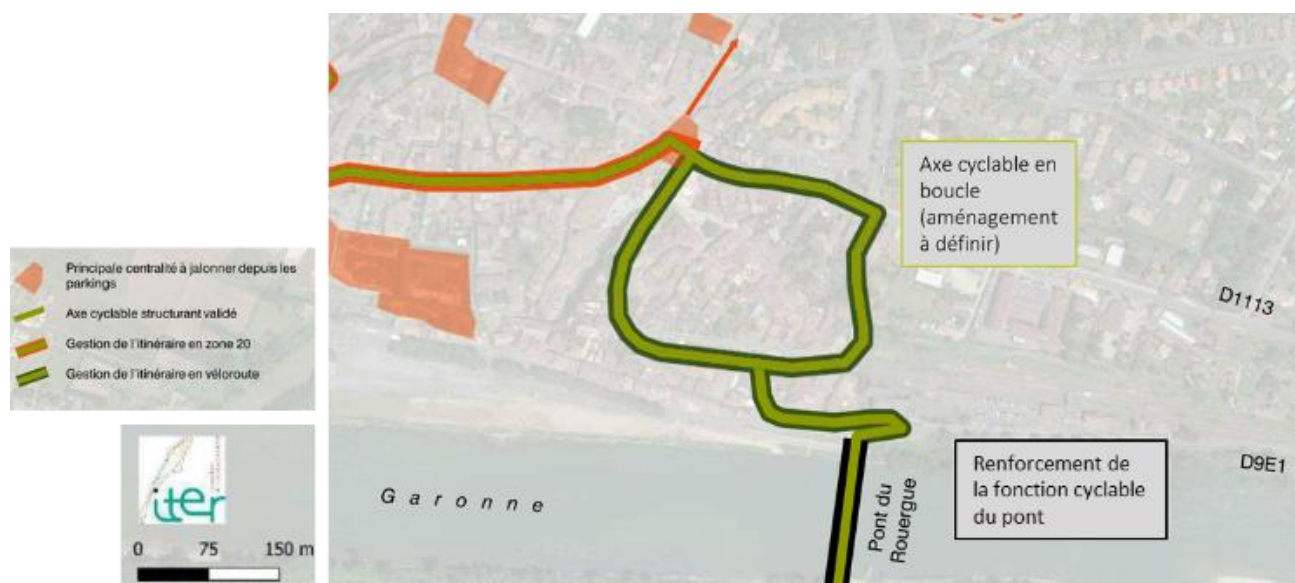 Principale centralité à jalonner depuis les
parkings
Axe cyclable structurant validé
Gestion de l'itinéraire en zone 20
Gestion de l'itinéraire en véloroute
iter
0 75 150 m
Axe cyclable en
boucle
(aménagement
à définir)
D1113
Renforcement de
la fonction cyclable
du pont
D9E1
Garonne
Pont du
Rouergue